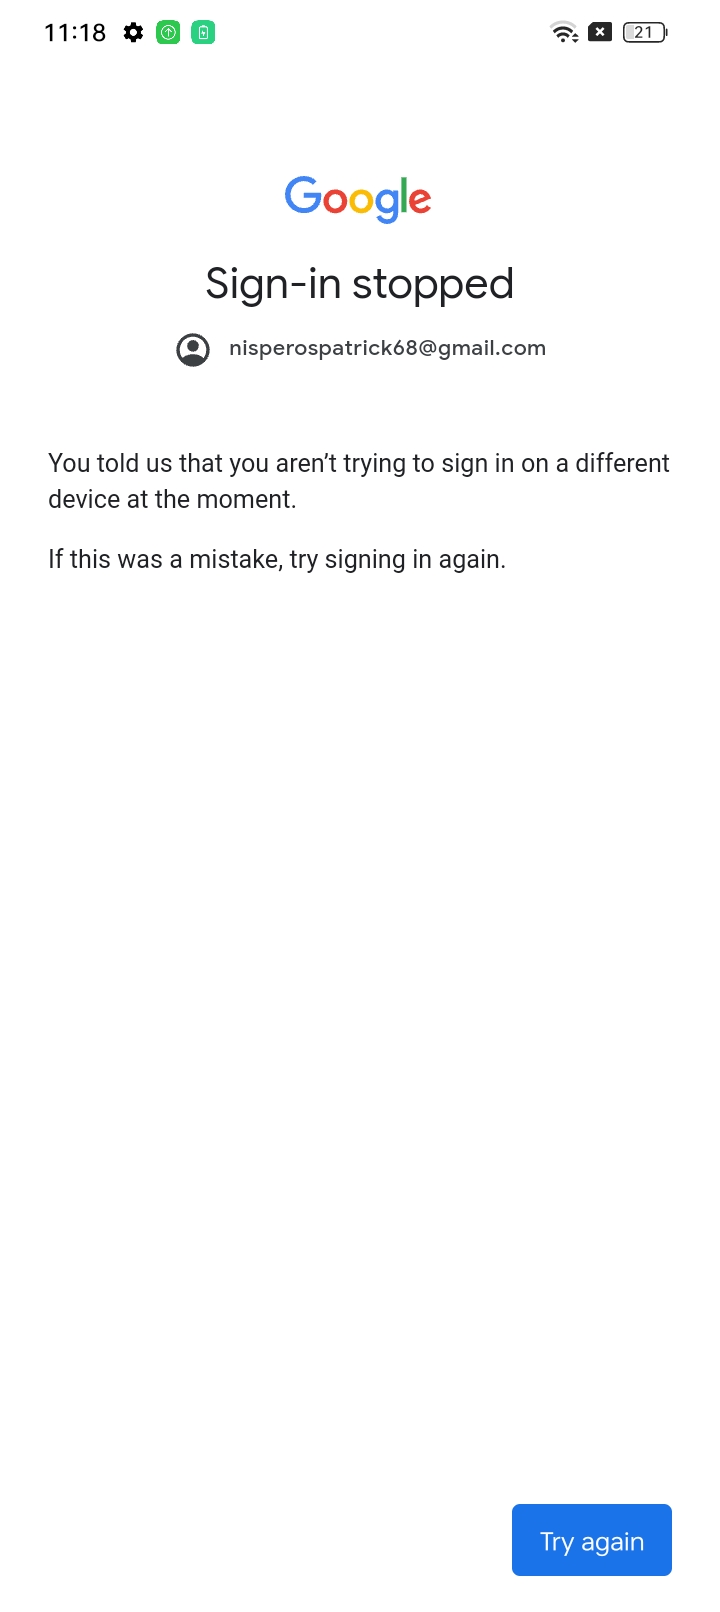 11:18
21
Google
Sign-in stopped
nisperospatrick68@gmail.com
You told us that you aren’t trying to sign in on a different
device at the moment.
If this was a mistake, try signing in again.
Try again